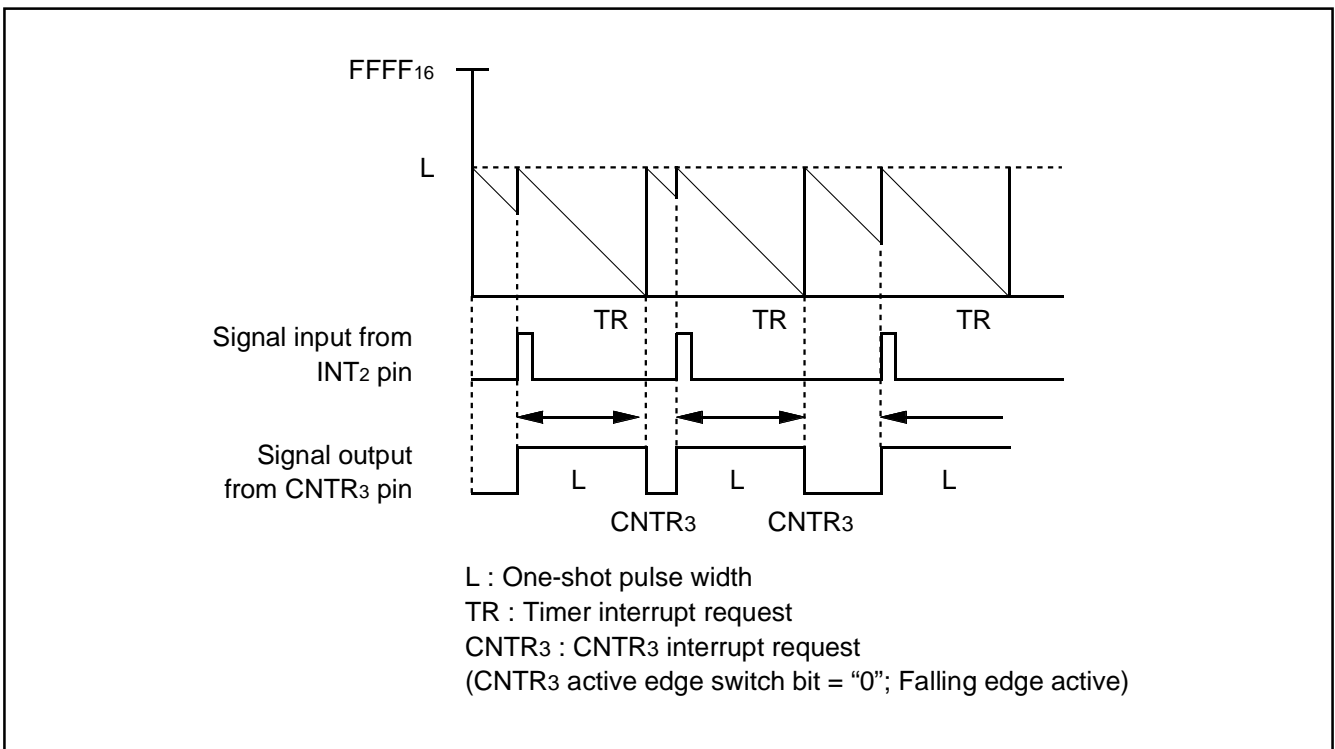 FFFF16
L
TR TR TR
Signal input from
INT2 pin
Signal output
from CNTR3 pin
L L L
CNTR3 CNTR3
L : One-shot pulse width
TR : Timer interrupt request
CNTR3 : CNTR3 interrupt request
(CNTR3 active edge switch bit = “0”; Falling edge active)